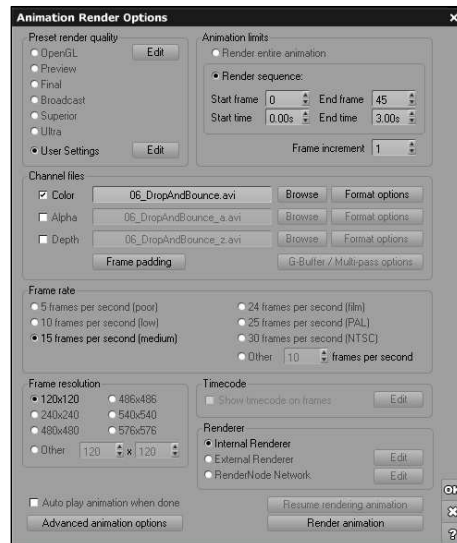 Animation Render Options
Preset render quality
OpenGL Edit
Preview
Final
Broadcast
Superior
Ultra
User Settings Edit
Animation limits
Render entire animation
Render sequence:
Start frame 0 End frame 45
Start time 0.00s End time 3.00s
Frame increment 1
Channel files
Color 06_DropAndBounce.avi Browse Format options
Alpha 06_DropAndBounce_a.avi Browse Format options
Depth 06_DropAndBounce_z.avi Browse Format options
Frame padding G-Buffer / Multi-pass options
Frame rate
5 frames per second (poor)
10 frames per second (low)
15 frames per second (medium)
24 frames per second (film)
25 frames per second (PAL)
30 frames per second (NTSC)
Other 10 frames per second
Frame resolution
120x120 486x486
240x240 540x540
480x480 576x576
Other 120 x 120
Timecode
Show timecode on frames Edit
Renderer
Internal Renderer
External Renderer Edit
RenderNode Network Edit
Auto play animation when done
Advanced animation options
Resume rendering animation
Render animation
OK
?